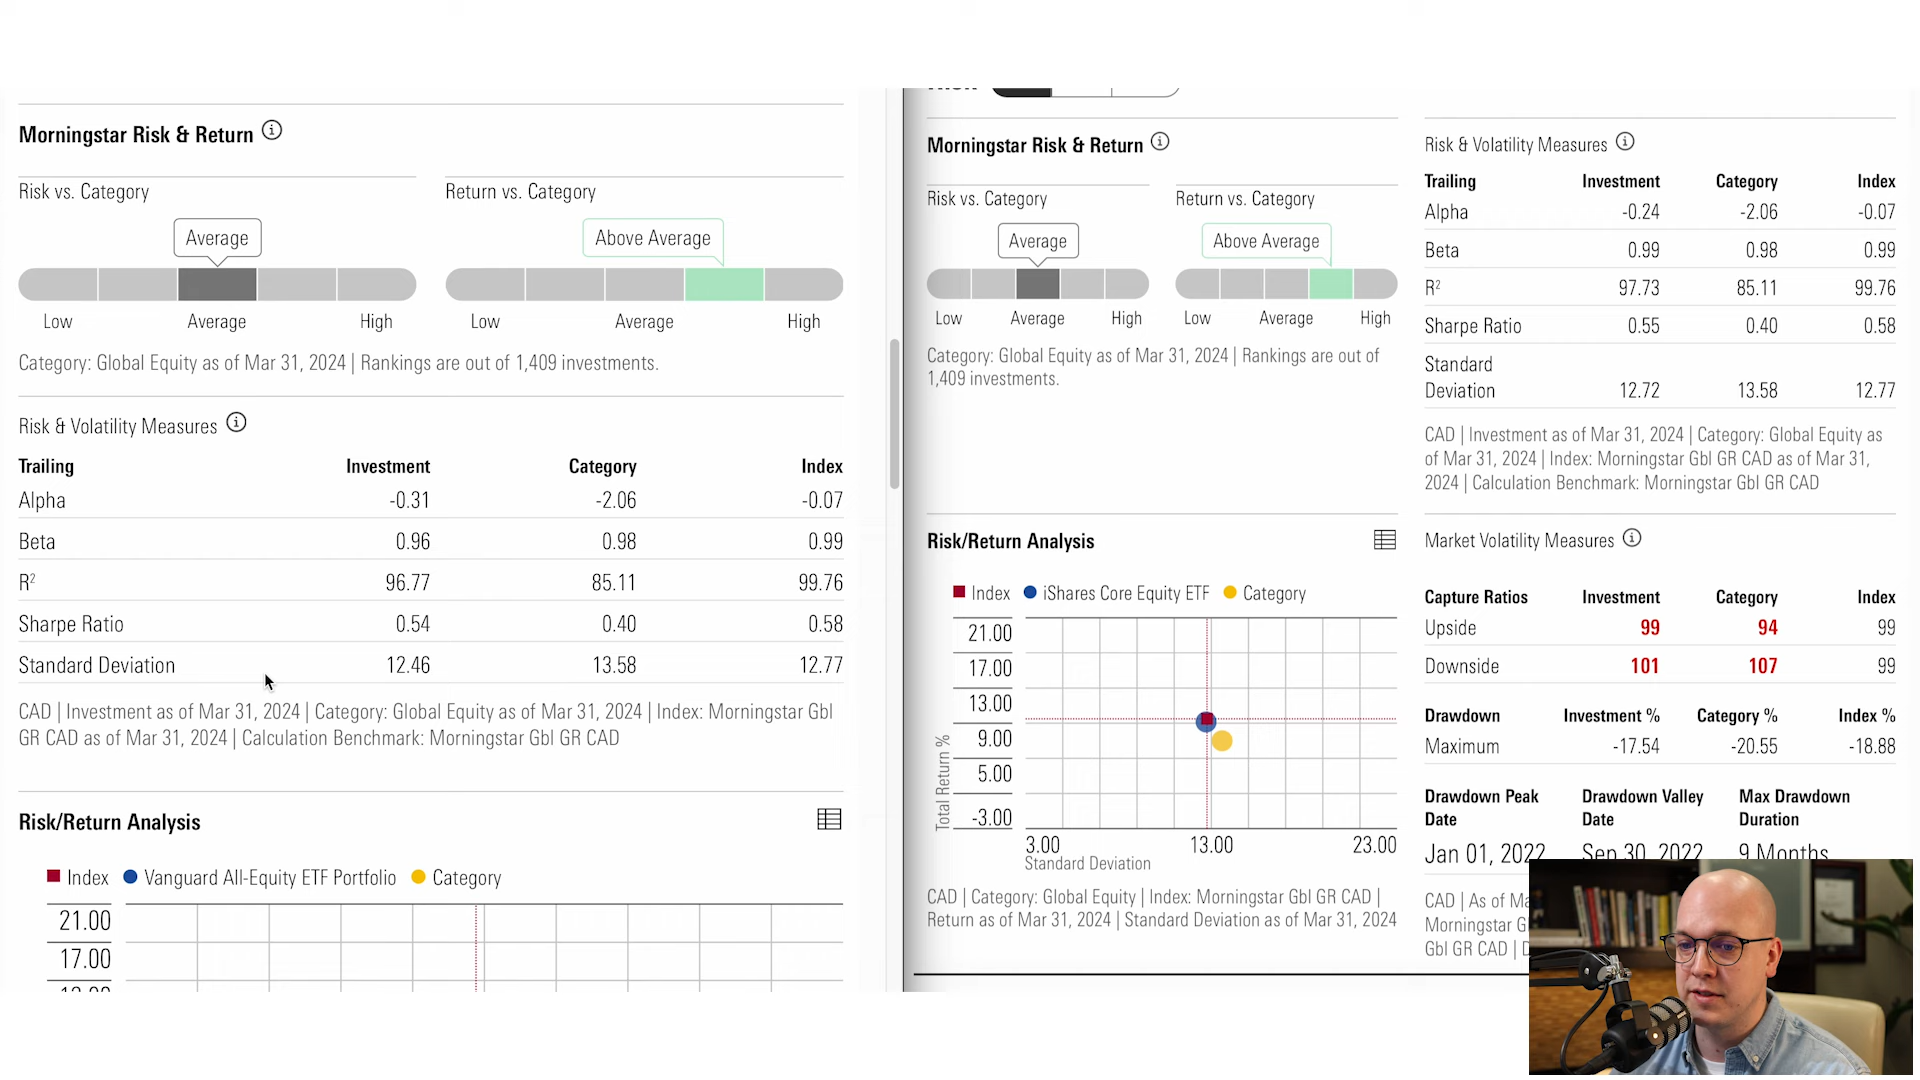 Morningstar Risk & Return
Risk vs. Category
Return vs. Category
Average
Above Average
Low
Average
High
Low
Average
High
Category: Global Equity as of Mar 31, 2024 | Rankings are out of 1,409 investments.
Risk & Volatility Measures
Trailing Investment Category Index
Alpha -0.31 -2.06 -0.07
Beta 0.96 0.98 0.99
R² 96.77 85.11 99.76
Sharpe Ratio 0.54 0.40 0.58
Standard Deviation 12.46 13.58 12.77
CAD | Investment as of Mar 31, 2024 | Category: Global Equity as of Mar 31, 2024 | Index: Morningstar Gbl
GR CAD as of Mar 31, 2024 | Calculation Benchmark: Morningstar Gbl GR CAD
Risk/Return Analysis
Index Vanguard All-Equity ETF Portfolio Category
21.00
17.00
Morningstar Risk & Return
Risk vs. Category
Return vs. Category
Average
Above Average
Low
Average
High
Low
Average
High
Category: Global Equity as of Mar 31, 2024 | Rankings are out of
1,409 investments.
Risk/Return Analysis
Index iShares Core Equity ETF Category
Total Return %
21.00
17.00
13.00
9.00
5.00
-3.00
3.00 13.00 23.00
Standard Deviation
CAD | Category: Global Equity | Index: Morningstar Gbl GR CAD |
Return as of Mar 31, 2024 | Standard Deviation as of Mar 31, 2024
Risk & Volatility Measures
Trailing Investment Category Index
Alpha -0.24 -2.06 -0.07
Beta 0.99 0.98 0.99
R² 97.73 85.11 99.76
Sharpe Ratio 0.55 0.40 0.58
Standard
Deviation 12.72 13.58 12.77
CAD | Investment as of Mar 31, 2024 | Category: Global Equity as
of Mar 31, 2024 | Index: Morningstar Gbl GR CAD as of Mar 31,
2024 | Calculation Benchmark: Morningstar Gbl GR CAD
Market Volatility Measures
Capture Ratios Investment Category Index
Upside 99 94 99
Downside 101 107 99
Drawdown Investment % Category % Index %
Maximum -17.54 -20.55 -18.88
Drawdown Peak Drawdown Valley Max Drawdown
Date Date Duration
Jan 01, 2022 Sep 30, 2022 9 Months
CAD | As of
Morningstar
Gbl GR CAD |